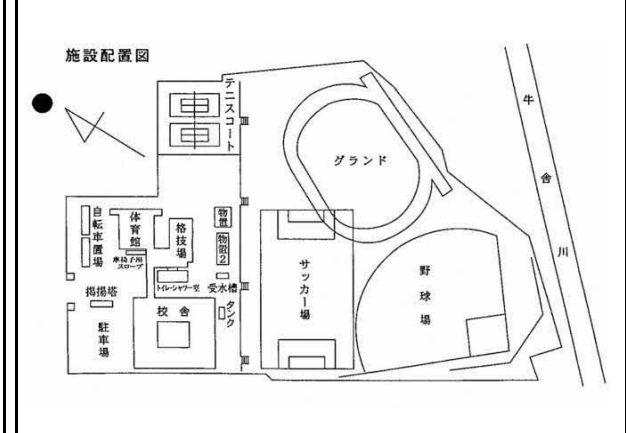 施設配置図
テニスコート
グランド
牛舎川
自転車置場
体育館
格技場
物置
物置2
車椅子用
スロープ
トイレ・シャワー室
受水槽
サッカー場
野球場
掲揚塔
校舎
タンク
駐車場